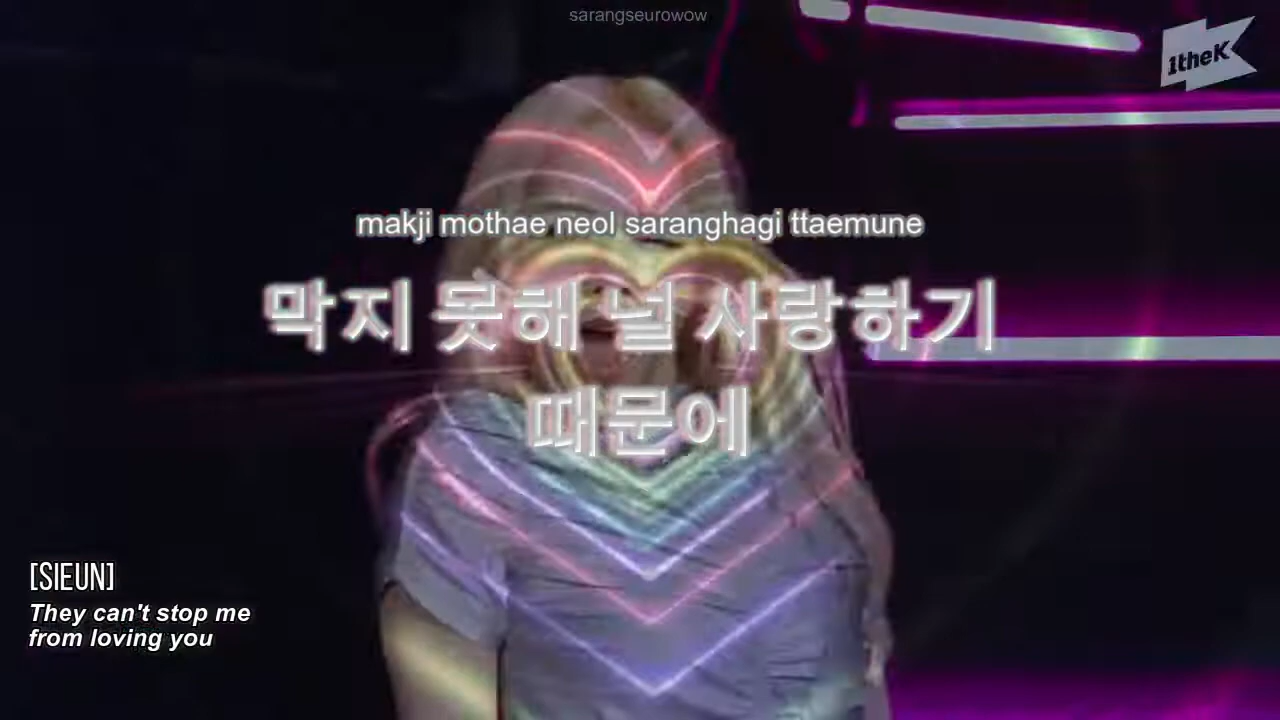 sarangseurowow
1theK
makji mothae neol saranghagi ttaemune
막지 못해 널 사랑하기
때문에
[SIEUN]
They can't stop me
from loving you